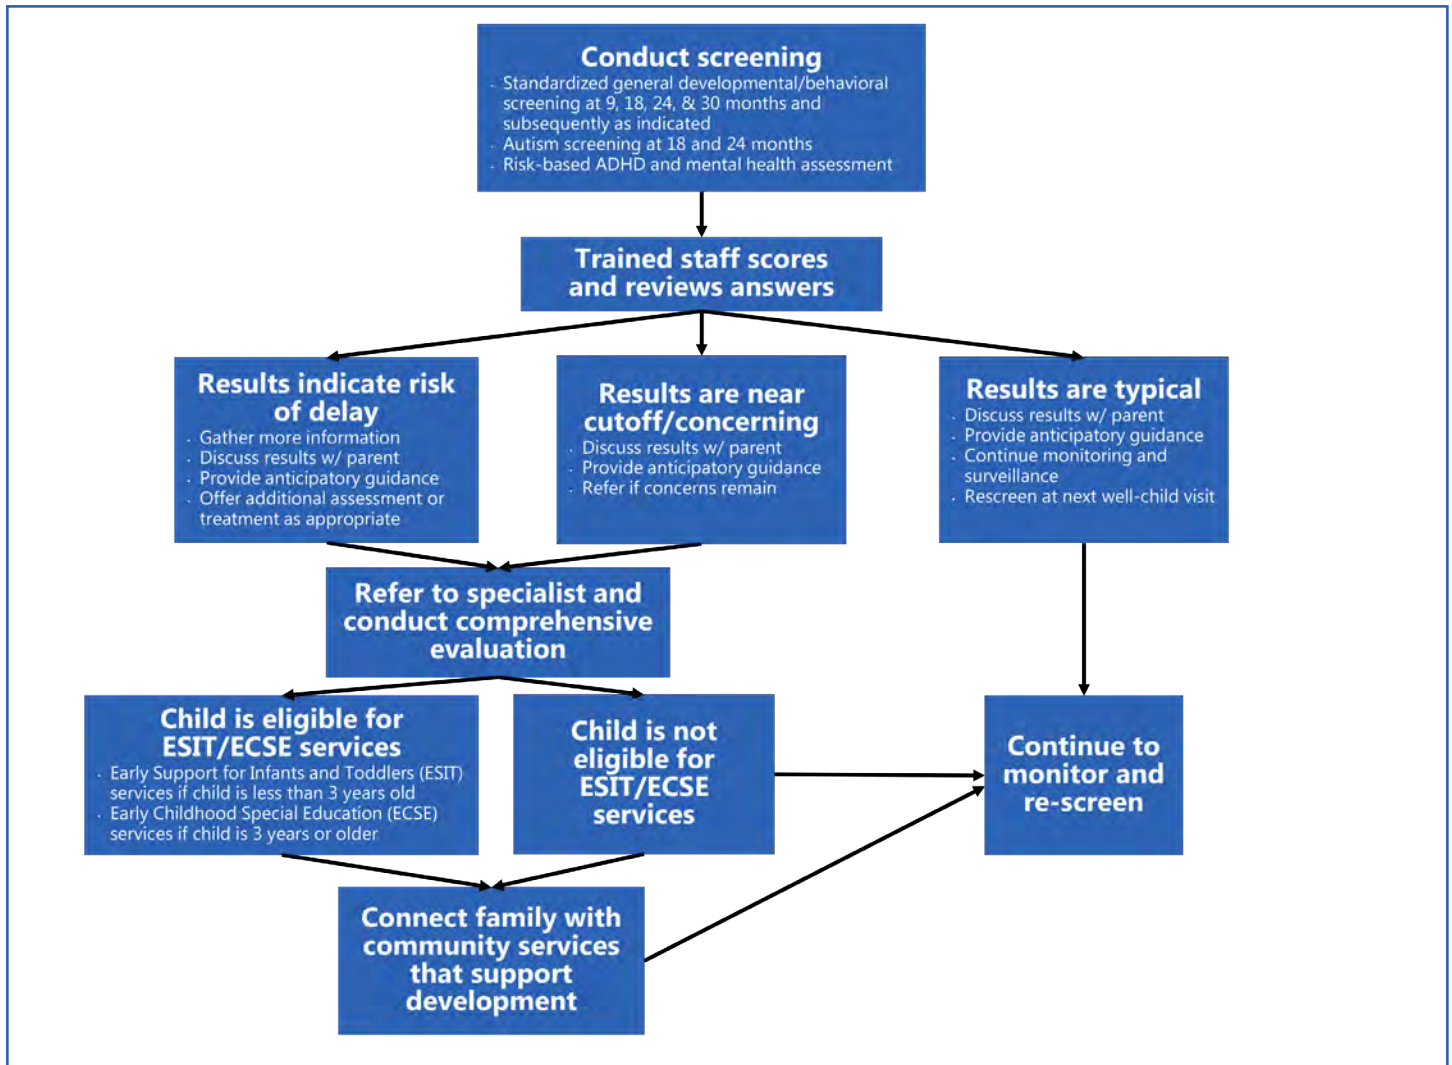 Conduct screening
· Standardized general developmental/behavioral
screening at 9, 18, 24, & 30 months and
subsequently as indicated
· Autism screening at 18 and 24 months
· Risk-based ADHD and mental health assessment
Trained staff scores
and reviews answers
Results indicate risk
of delay
· Gather more information
· Discuss results w/ parent
· Provide anticipatory guidance
· Offer additional assessment or
treatment as appropriate
Results are near
cutoff/concerning
· Discuss results w/ parent
· Provide anticipatory guidance
· Refer if concerns remain
Results are typical
· Discuss results w/ parent
· Provide anticipatory guidance
· Continue monitoring and
surveillance
· Rescreen at next well-child visit
Refer to specialist and
conduct comprehensive
evaluation
Child is eligible for
ESIT/ECSE services
· Early Support for Infants and Toddlers (ESIT)
services if child is less than 3 years old
· Early Childhood Special Education (ECSE)
services if child is 3 years or older
Child is not
eligible for
ESIT/ECSE
services
Continue to
monitor and
re-screen
Connect family with
community services
that support
development